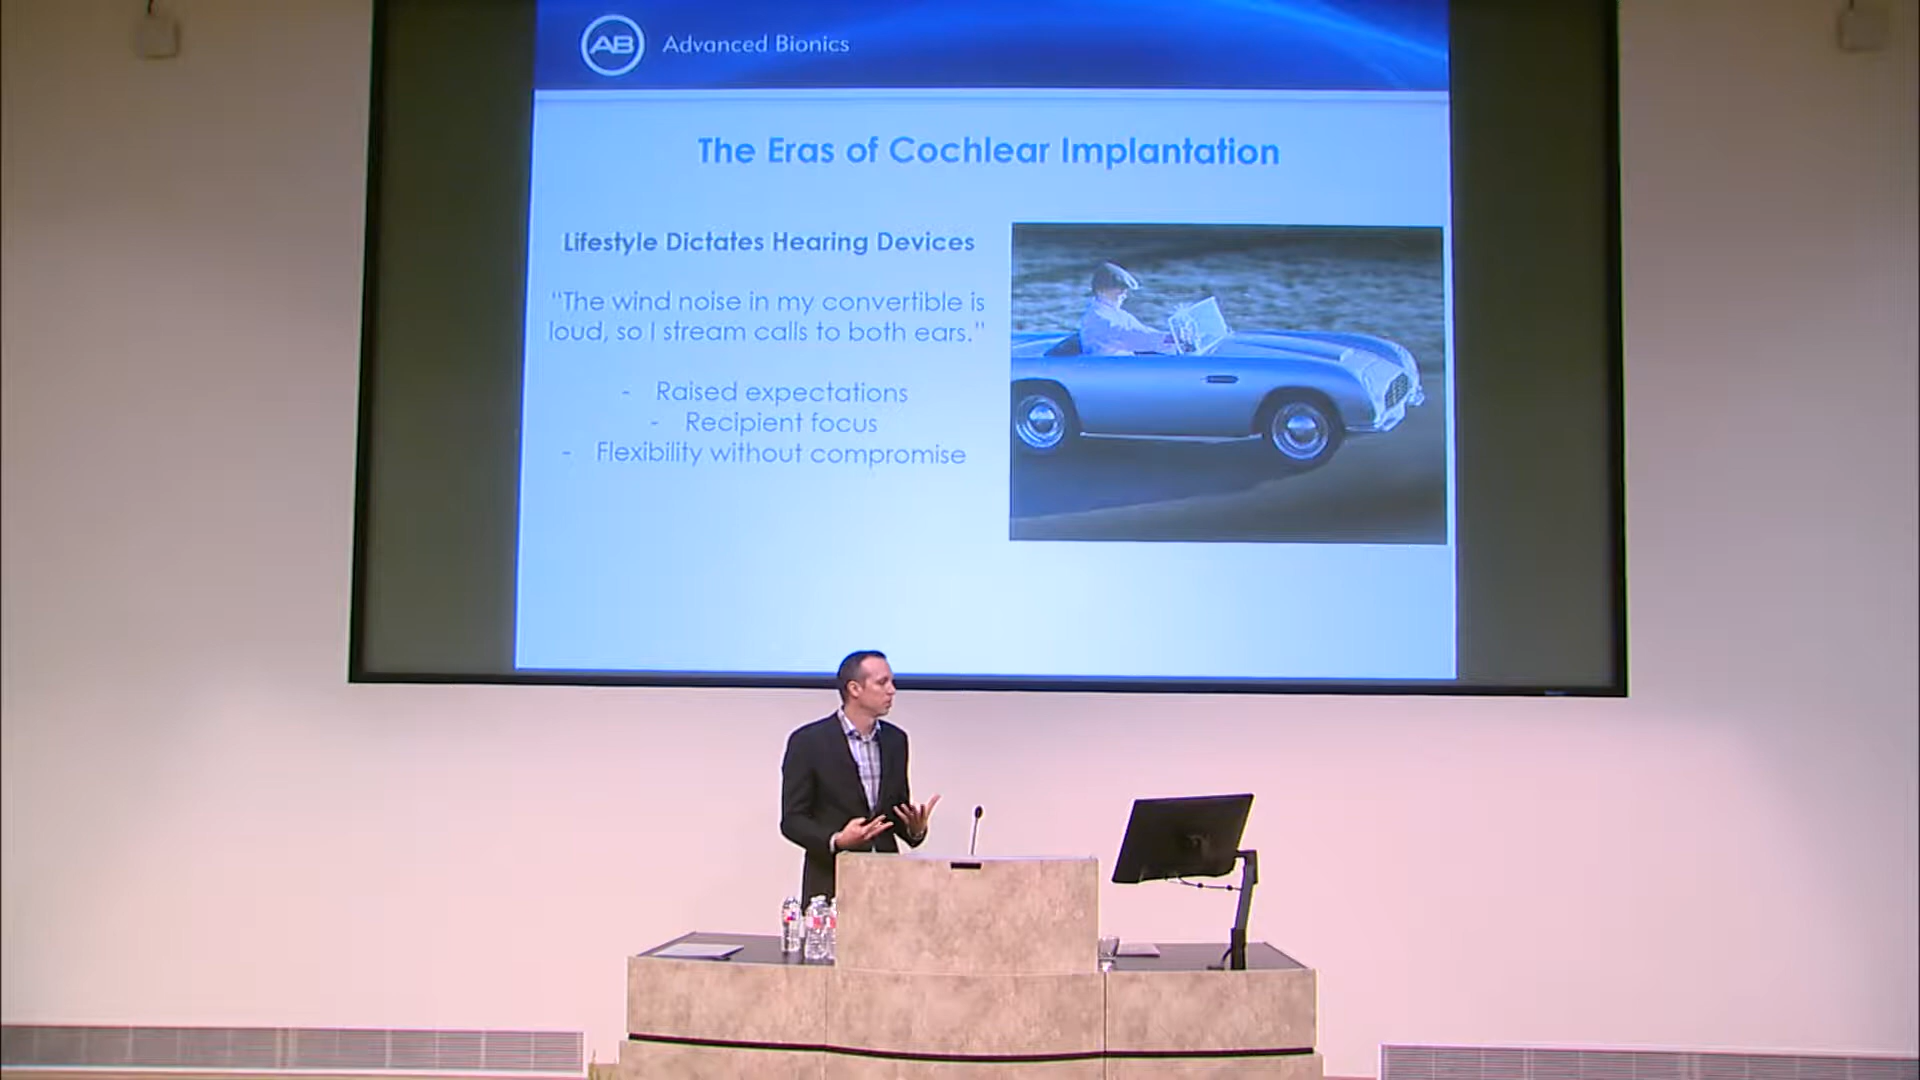 AB Advanced Bionics
The Eras of Cochlear Implantation
Lifestyle Dictates Hearing Devices
"The wind noise in my convertible is
loud, so I stream calls to both ears."
- Raised expectations
- Recipient focus
- Flexibility without compromise